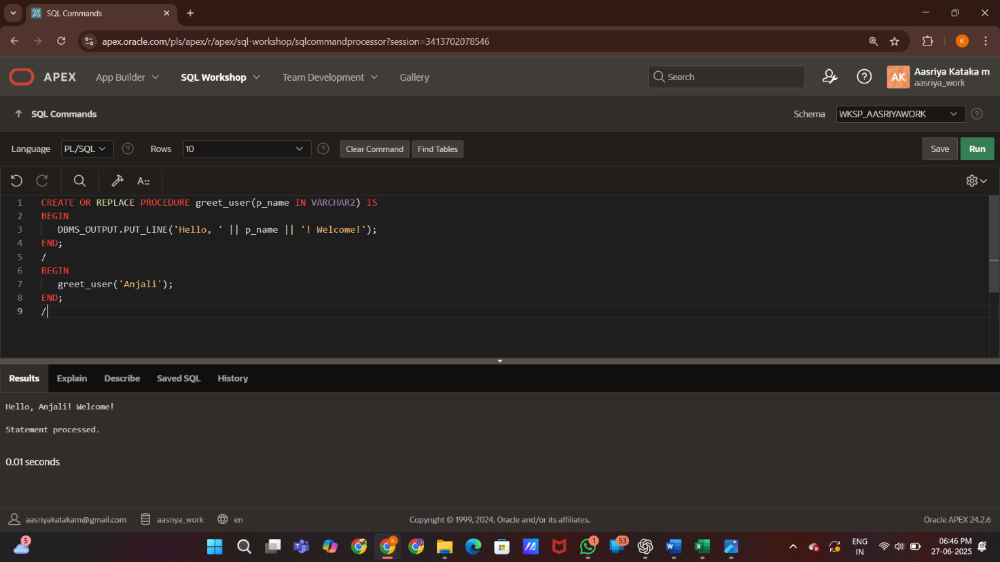 SQL Commands
apex.oracle.com/pls/apex/r/apex/sql-workshop/sqlcommandprocessor?session=3413702078546
K
APEX App Builder SQL Workshop Team Development Gallery Search AK Aasriya Kataka m
aasriya_work
SQL Commands Schema WKSP_AASRIYAWORK
Language PL/SQL Rows 10 Clear Command Find Tables Save Run
A::
1 CREATE OR REPLACE PROCEDURE greet_user(p_name IN VARCHAR2) IS
2 BEGIN
3 DBMS_OUTPUT.PUT_LINE('Hello, ' || p_name || '! Welcome!');
4 END;
5 /
6 BEGIN
7 greet_user('Anjali');
8 END;
9 /
Results Explain Describe Saved SQL History
Hello, Anjali! Welcome!
Statement processed.
0.01 seconds
aasriyakatakam@gmail.com aasriya_work en Copyright © 1999, 2024, Oracle and/or its affiliates. Oracle APEX 24.2.6
5 K 1 53 ENG
IN 06:46 PM
27-06-2025